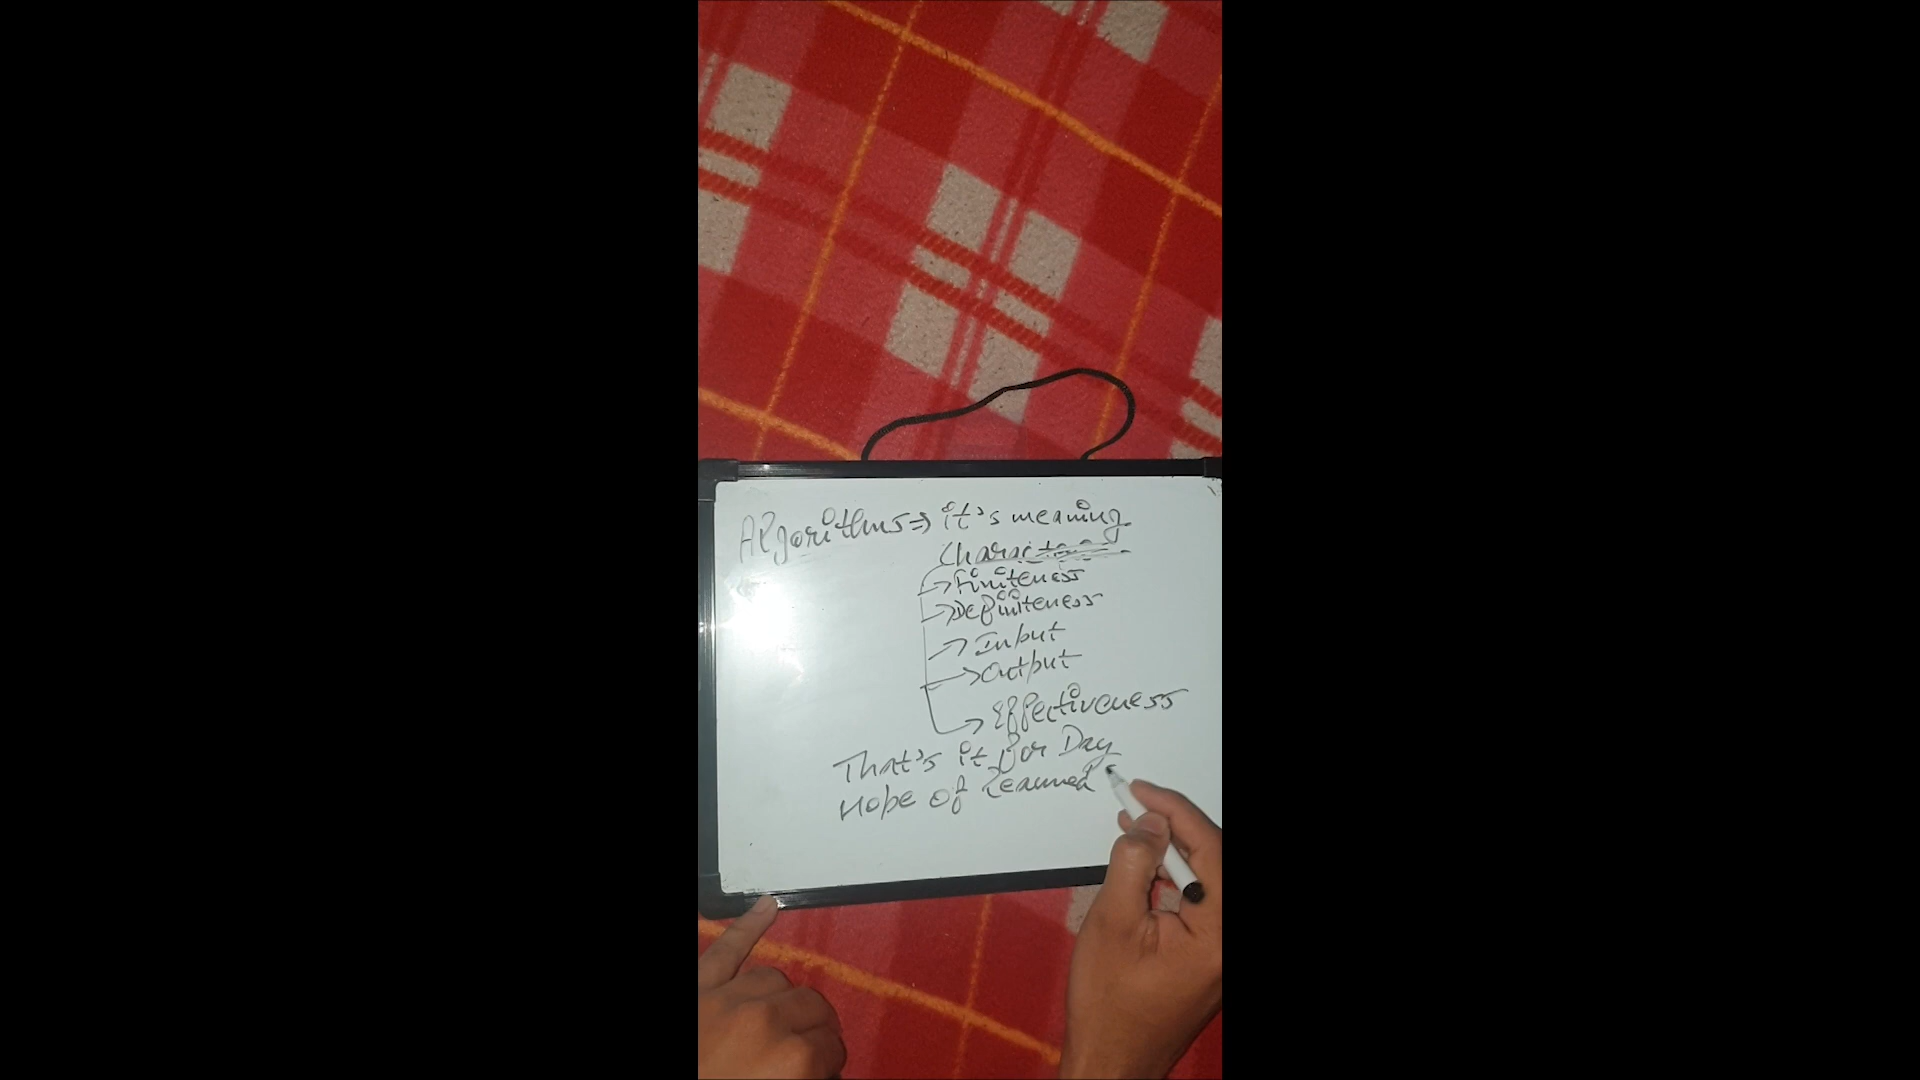 Algorithms => it's meaning
→ Finiteness
→ Definiteness
→ Input
→ Output
→ Effectiveness
That's it for Day
Hope of learned